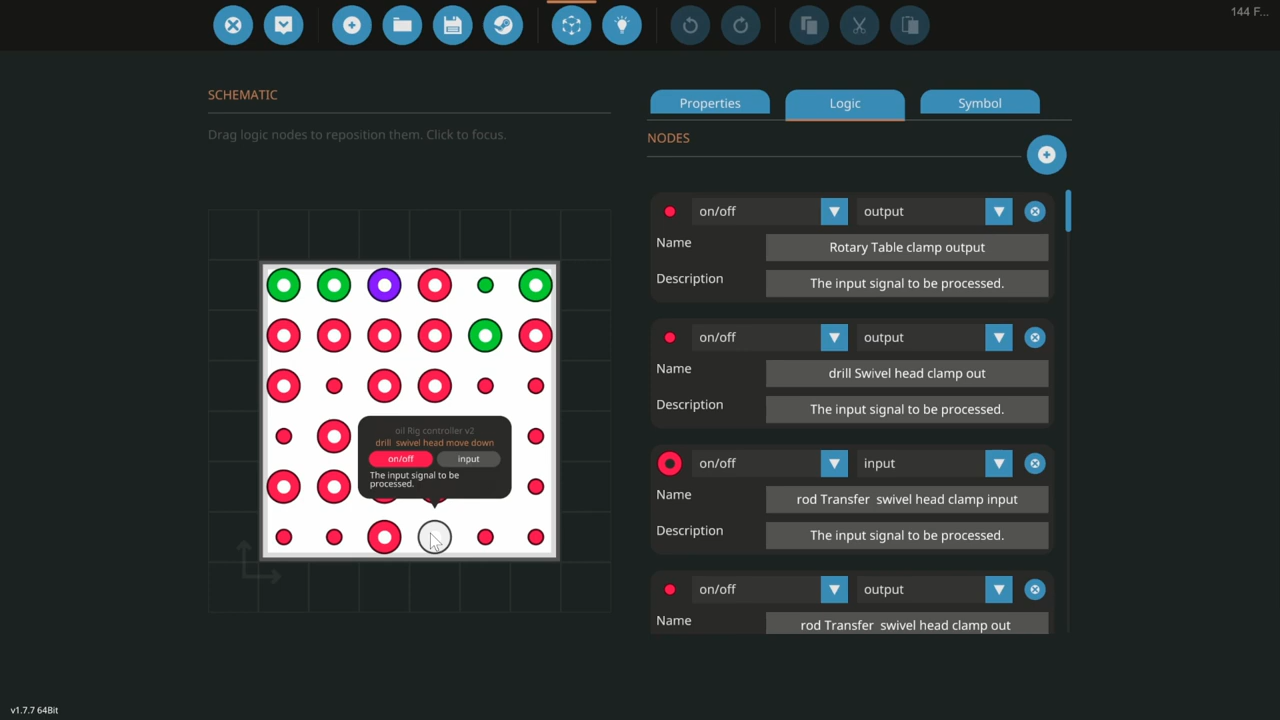 144 F...
SCHEMATIC
Drag logic nodes to reposition them. Click to focus.
Properties
Logic
Symbol
NODES
on/off
output
Name
Rotary Table clamp output
Description
The input signal to be processed.
on/off
output
Name
drill Swivel head clamp out
Description
The input signal to be processed.
on/off
input
Name
rod Transfer  swivel head clamp input
Description
The input signal to be processed.
on/off
output
Name
rod Transfer  swivel head clamp out
oil Rig controller v2
drill  swivel head move down
on/off
input
The input signal to be
processed.
v1.7.7 64Bit